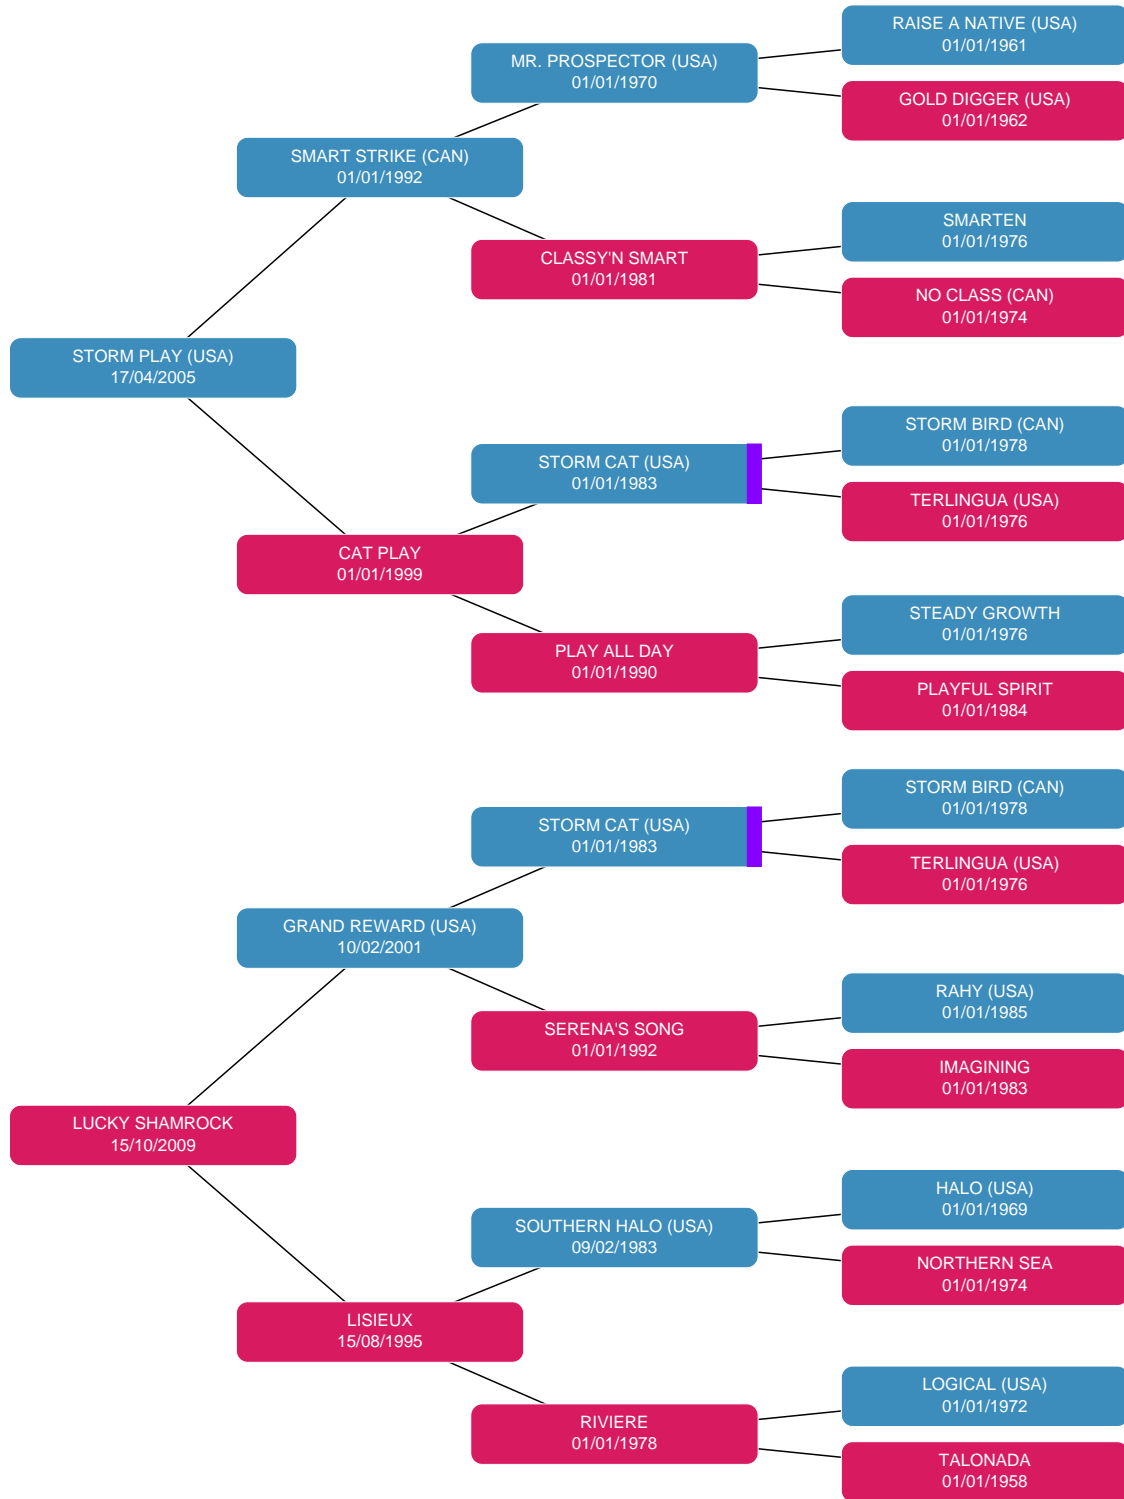 RAISE A NATIVE (USA)
01/01/1961
MR. PROSPECTOR (USA)
01/01/1970
GOLD DIGGER (USA)
01/01/1962
SMART STRIKE (CAN)
01/01/1992
SMARTEN
01/01/1976
CLASSY'N SMART
01/01/1981
NO CLASS (CAN)
01/01/1974
STORM PLAY (USA)
17/04/2005
STORM BIRD (CAN)
01/01/1978
STORM CAT (USA)
01/01/1983
TERLINGUA (USA)
01/01/1976
CAT PLAY
01/01/1999
STEADY GROWTH
01/01/1976
PLAY ALL DAY
01/01/1990
PLAYFUL SPIRIT
01/01/1984
STORM BIRD (CAN)
01/01/1978
STORM CAT (USA)
01/01/1983
TERLINGUA (USA)
01/01/1976
GRAND REWARD (USA)
10/02/2001
RAHY (USA)
01/01/1985
SERENA'S SONG
01/01/1992
IMAGINING
01/01/1983
LUCKY SHAMROCK
15/10/2009
HALO (USA)
01/01/1969
SOUTHERN HALO (USA)
09/02/1983
NORTHERN SEA
01/01/1974
LISIEUX
15/08/1995
LOGICAL (USA)
01/01/1972
RIVIERE
01/01/1978
TALONADA
01/01/1958